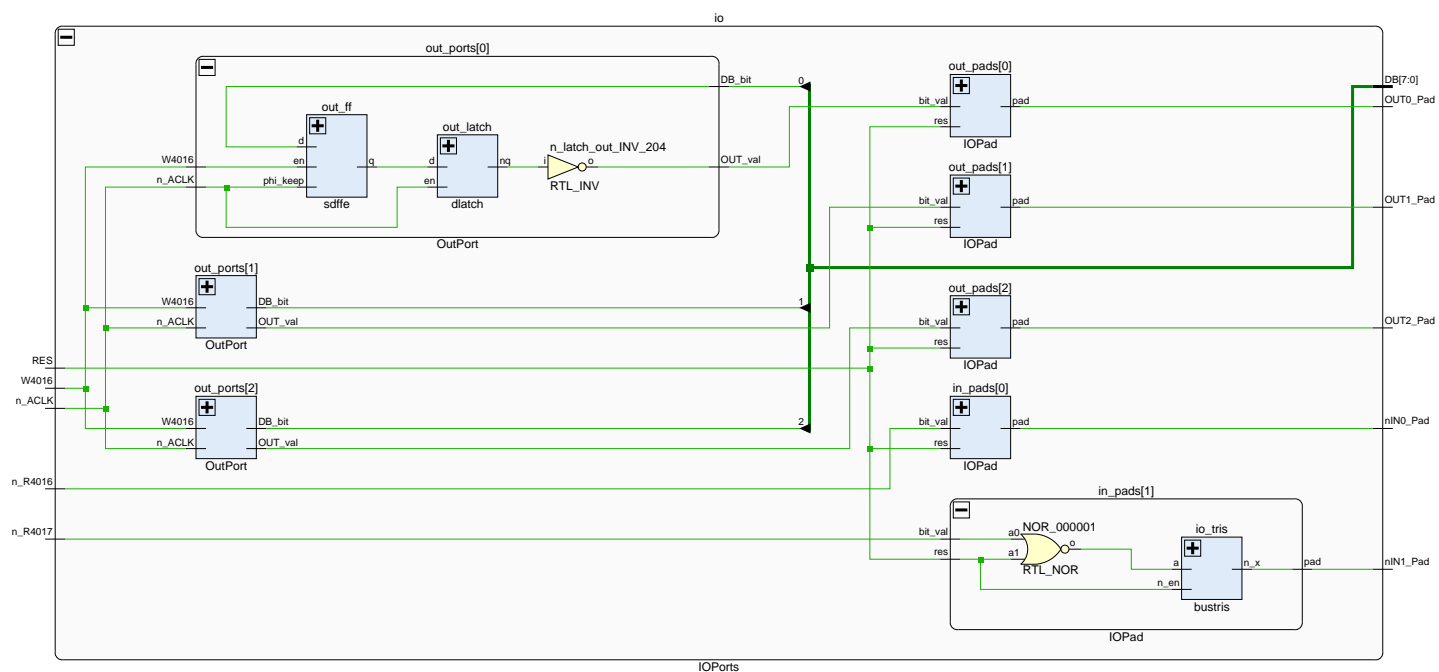 io
out_ports[0]
DB_bit
0
out_ff
d
en
q
phi_keep
sdffe
out_latch
d
nq
en
dlatch
n_latch_out_INV_204
i
o
RTL_INV
OUT_val
W4016
n_ACLK
OutPort
out_ports[1]
W4016
DB_bit
1
n_ACLK
OUT_val
OutPort
RES
W4016
n_ACLK
out_ports[2]
W4016
DB_bit
2
n_ACLK
OUT_val
OutPort
n_R4016
n_R4017
out_pads[0]
bit_val
pad
res
IOPad
out_pads[1]
bit_val
pad
res
IOPad
out_pads[2]
bit_val
pad
res
IOPad
in_pads[0]
bit_val
pad
res
IOPad
in_pads[1]
bit_val
res
NOR_000001
a0
o
a1
RTL_NOR
io_tris
a
n_x
n_en
bustris
pad
IOPad
DB[7:0]
OUT0_Pad
OUT1_Pad
OUT2_Pad
nIN0_Pad
nIN1_Pad
IOPorts